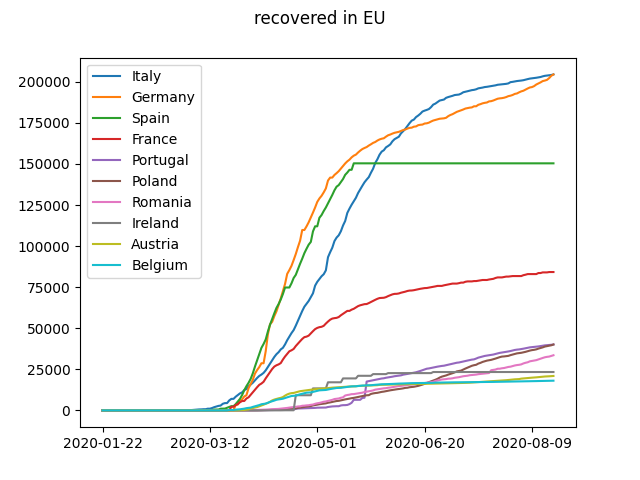 recovered in EU
200000
175000
150000
125000
100000
75000
50000
25000
0
Italy
Germany
Spain
France
Portugal
Poland
Romania
Ireland
Austria
Belgium
2020-01-22 2020-03-12 2020-05-01 2020-06-20 2020-08-09